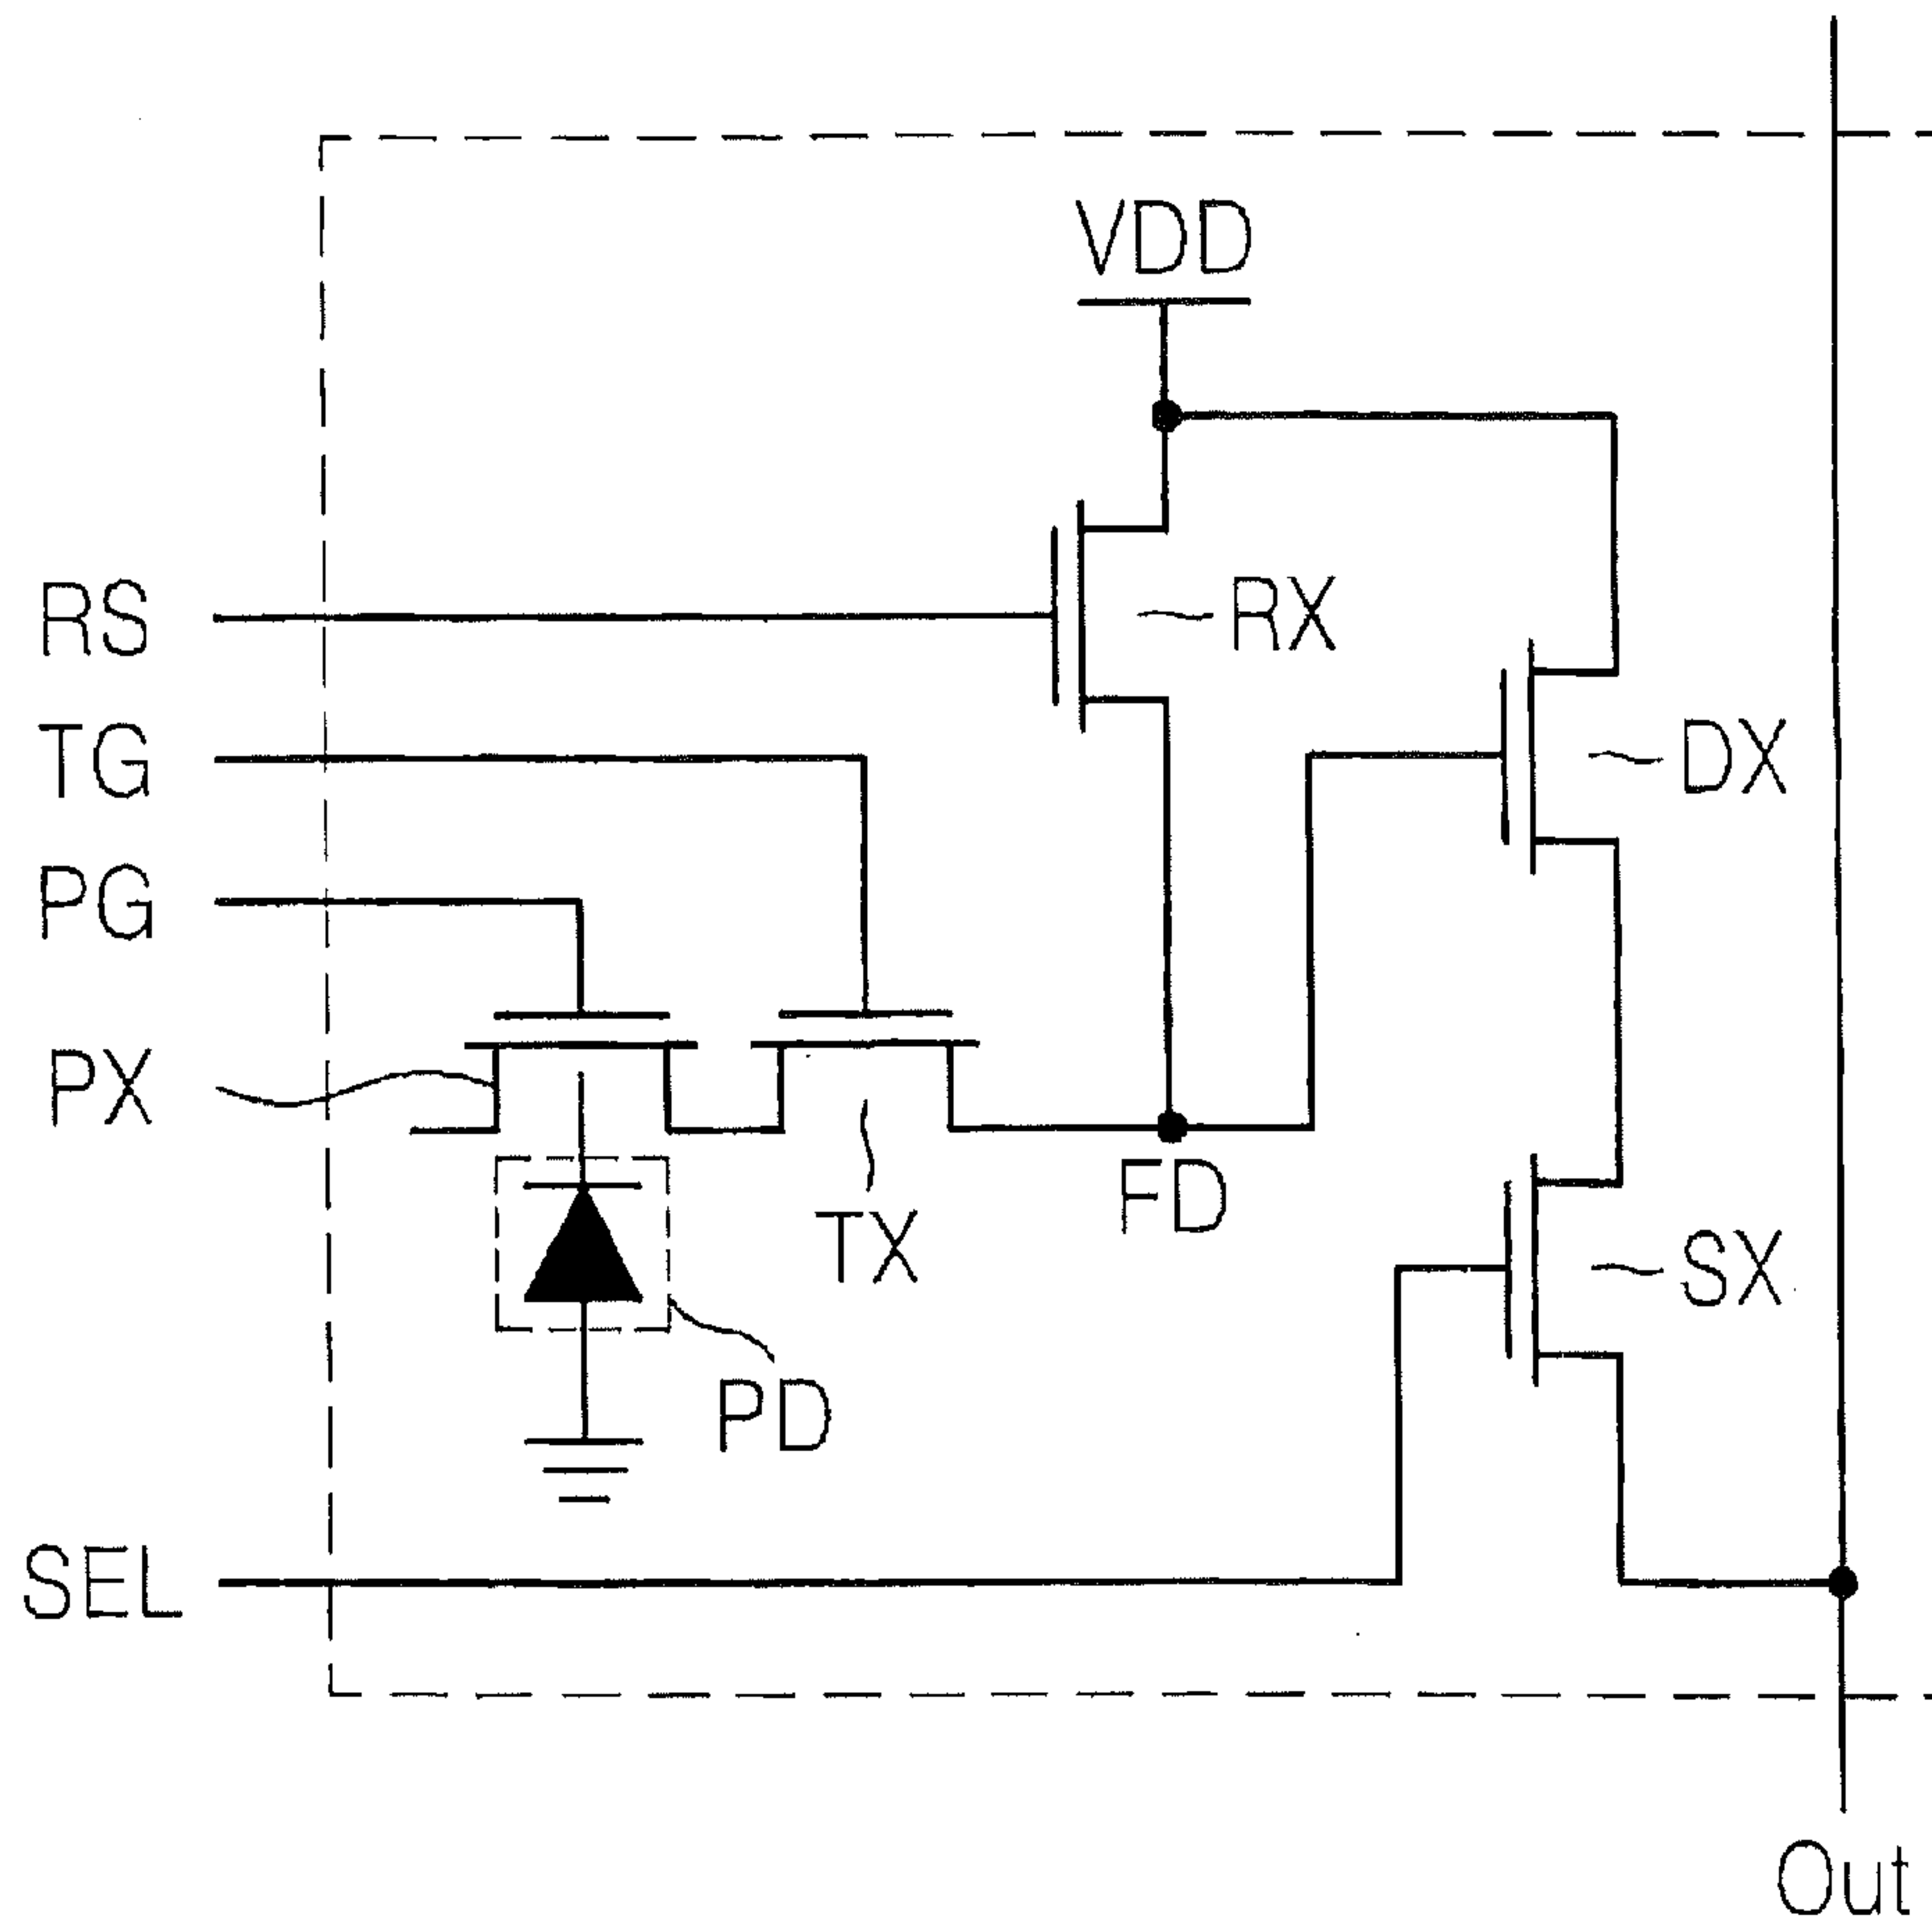 VDD
RS
RX
TG
DX
PG
PX
FD
TX
SX
PD
SEL
Out